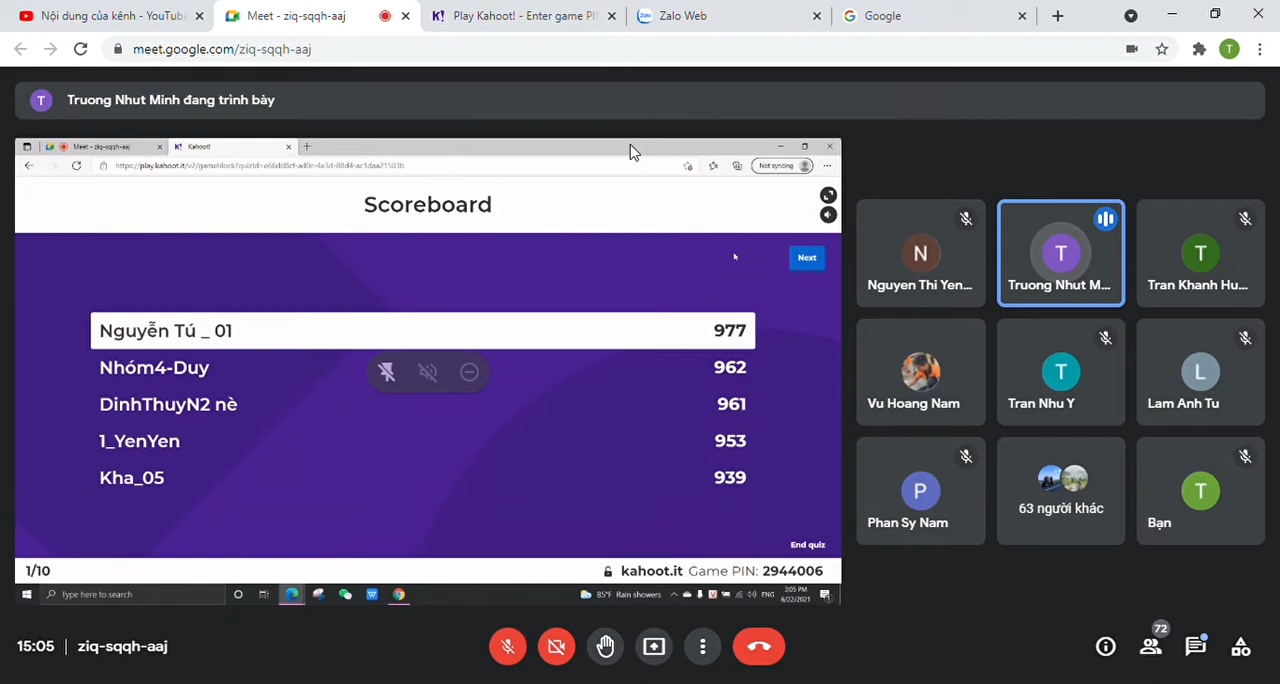 Nội dung của kênh - YouTube
Meet - ziq-sqqh-aaj
Play Kahoot! - Enter game PIN
Zalo Web
Google
meet.google.com/ziq-sqqh-aaj
T
T
Truong Nhut Minh đang trình bày
Meet - ziq-sqqh-aaj
K! Kahoot!
Not syncing
Scoreboard
Next
Nguyễn Tú _ 01 977
Nhóm4-Duy 962
DinhThuyN2 nè 961
1_YenYen 953
Kha_05 939
End quiz
1/10
kahoot.it Game PIN: 2944006
Type here to search
85°F Rain showers
ENG
3:05 PM
6/22/2021
N
Nguyen Thi Yen...
T
Truong Nhut M...
T
Tran Khanh Hu...
Vu Hoang Nam
T
Tran Nhu Y
L
Lam Anh Tu
P
Phan Sy Nam
63 người khác
T
Bạn
15:05 | ziq-sqqh-aaj
72